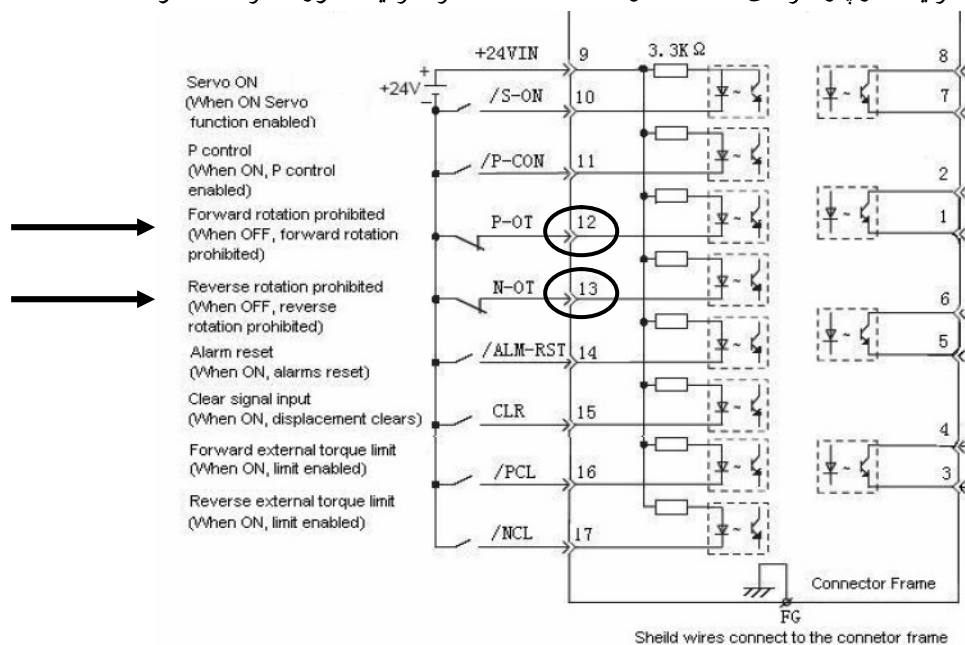 +24VIN
9
3.3KΩ
8
Servo ON
(When ON Servo
function enabled)
+
+24V
−
/S-ON
10
7
P control
(When ON, P control
enabled)
/P-CON
11
2
Forward rotation prohibited
(When OFF, forward rotation
prohibited)
P-OT
12
1
Reverse rotation prohibited
(When OFF, reverse
rotation prohibited)
N-OT
13
6
Alarm reset
(When ON, alarms reset)
/ALM-RST
14
5
Clear signal input
(When ON, displacement clears)
CLR
15
4
Forward external torque limit
(When ON, limit enabled)
/PCL
16
3
Reverse external torque limit
(When ON, limit enabled)
/NCL
17
Connector Frame
FG
Sheild wires connect to the connetor frame